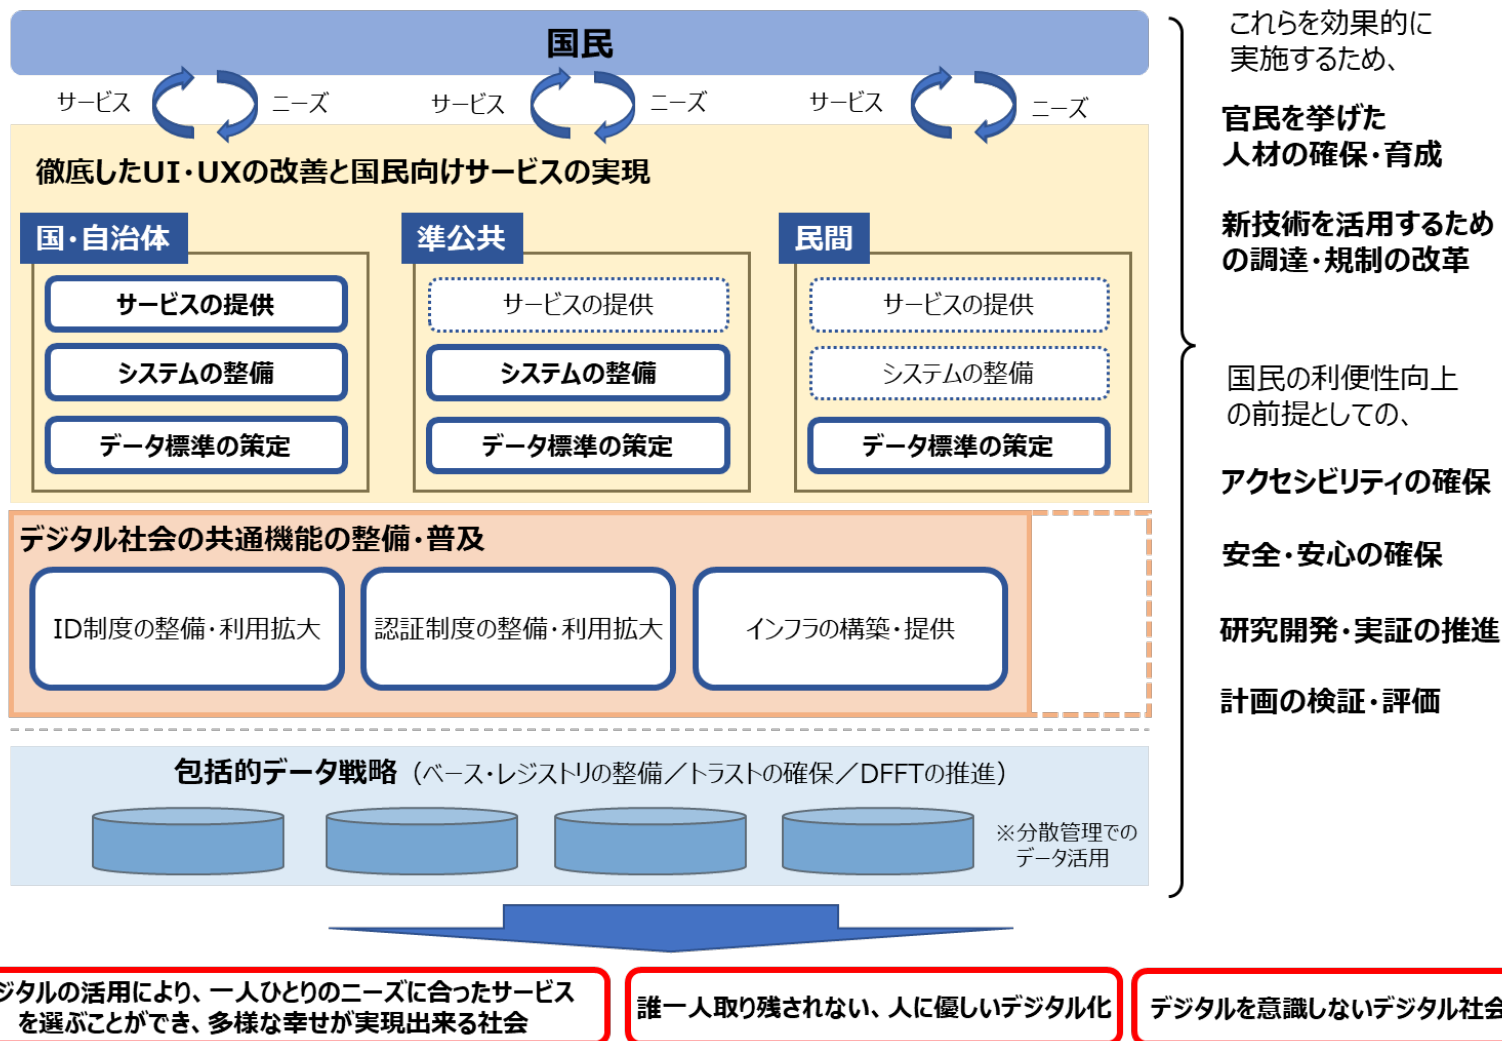 国民
サービス
ニーズ
サービス
ニーズ
サービス
ニーズ
徹底したUI・UXの改善と国民向けサービスの実現
国・自治体
サービスの提供
システムの整備
データ標準の策定
準公共
サービスの提供
システムの整備
データ標準の策定
民間
サービスの提供
システムの整備
データ標準の策定
デジタル社会の共通機能の整備・普及
ID制度の整備・利用拡大
認証制度の整備・利用拡大
インフラの構築・提供
包括的データ戦略（ベース・レジストリの整備／トラストの確保／DFFTの推進）
※分散管理での
データ活用
これらを効果的に
実施するため、
官民を挙げた
人材の確保・育成
新技術を活用するため
の調達・規制の改革
国民の利便性向上
の前提としての、
アクセシビリティの確保
安全・安心の確保
研究開発・実証の推進
計画の検証・評価
ジタルの活用により、一人ひとりのニーズに合ったサービス
を選ぶことができ、多様な幸せが実現出来る社会
誰一人取り残されない、人に優しいデジタル化
デジタルを意識しないデジタル社会